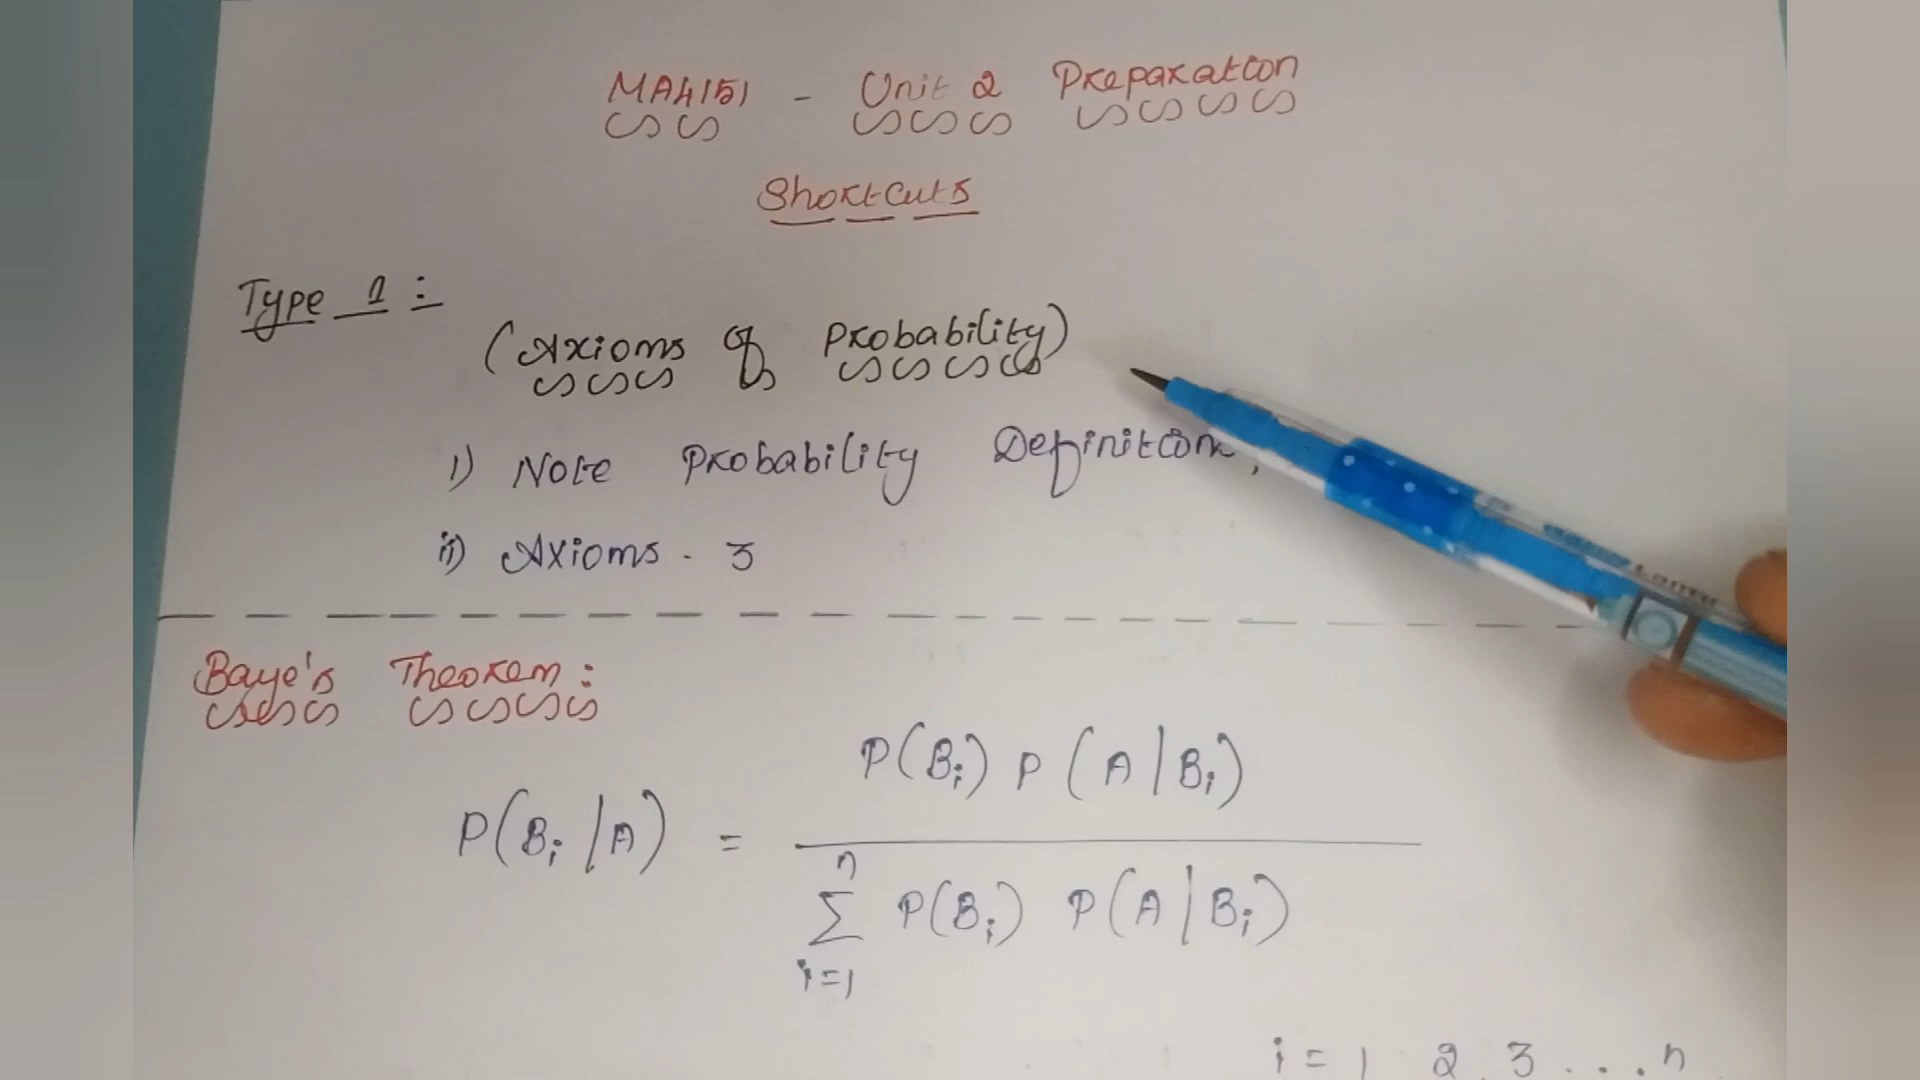 MA4151 - Unit 2 Preparation
Shortcuts
Type 1:
(Axioms of Probability)
i) Note Probability Definition,
ii) Axioms - 3
Baye's Theorem:
P(Bi/A) = P(Bi) P(A/Bi)
n
Σ P(Bi) P(A/Bi)
i=1
i = 1 2, 3 . . . . n